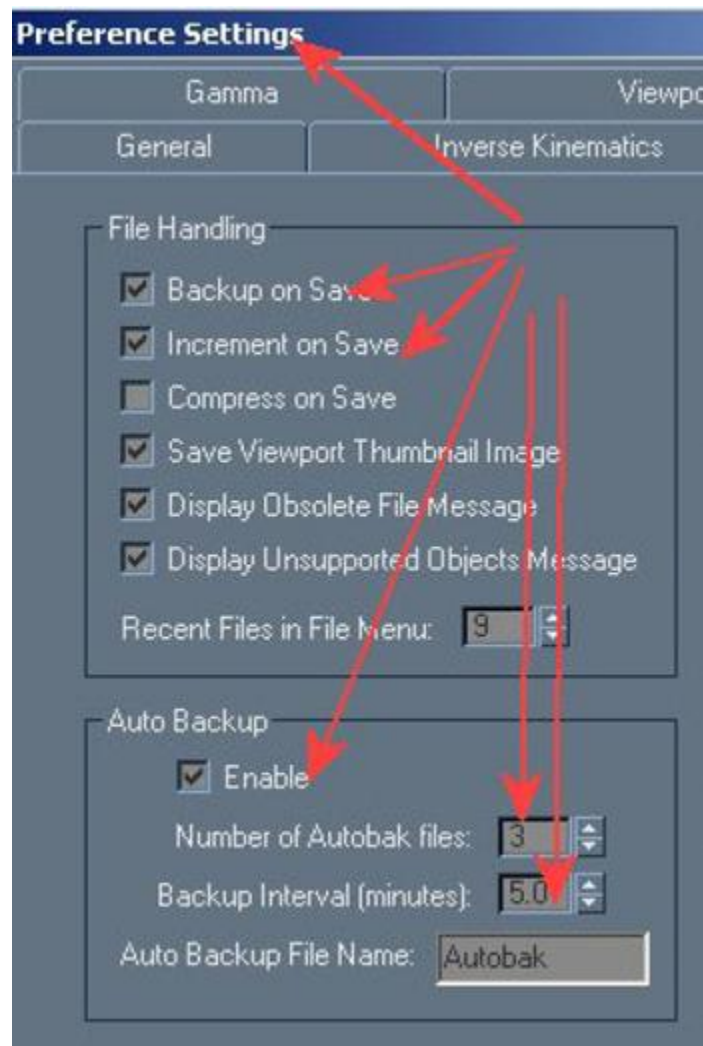 Preference Settings
Gamma
Viewpo
General
Inverse Kinematics
File Handling
Backup on Save
Increment on Save
Compress on Save
Save Viewport Thumbnail Image
Display Obsolete File Message
Display Unsupported Objects Message
Recent Files in File Menu: 9
Auto Backup
Enable
Number of Autobak files: 3
Backup Interval (minutes): 5.0
Auto Backup File Name: Autobak